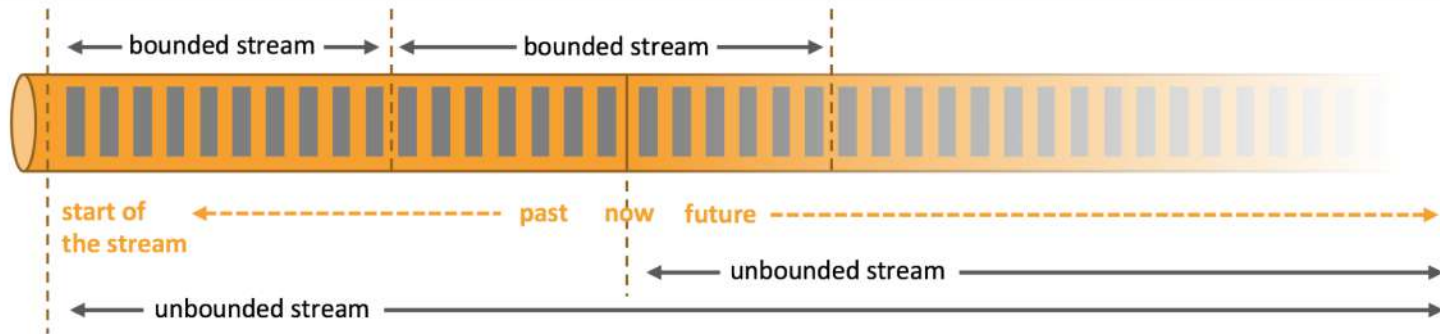 bounded stream
bounded stream
start of
the stream
past
now
future
unbounded stream
unbounded stream